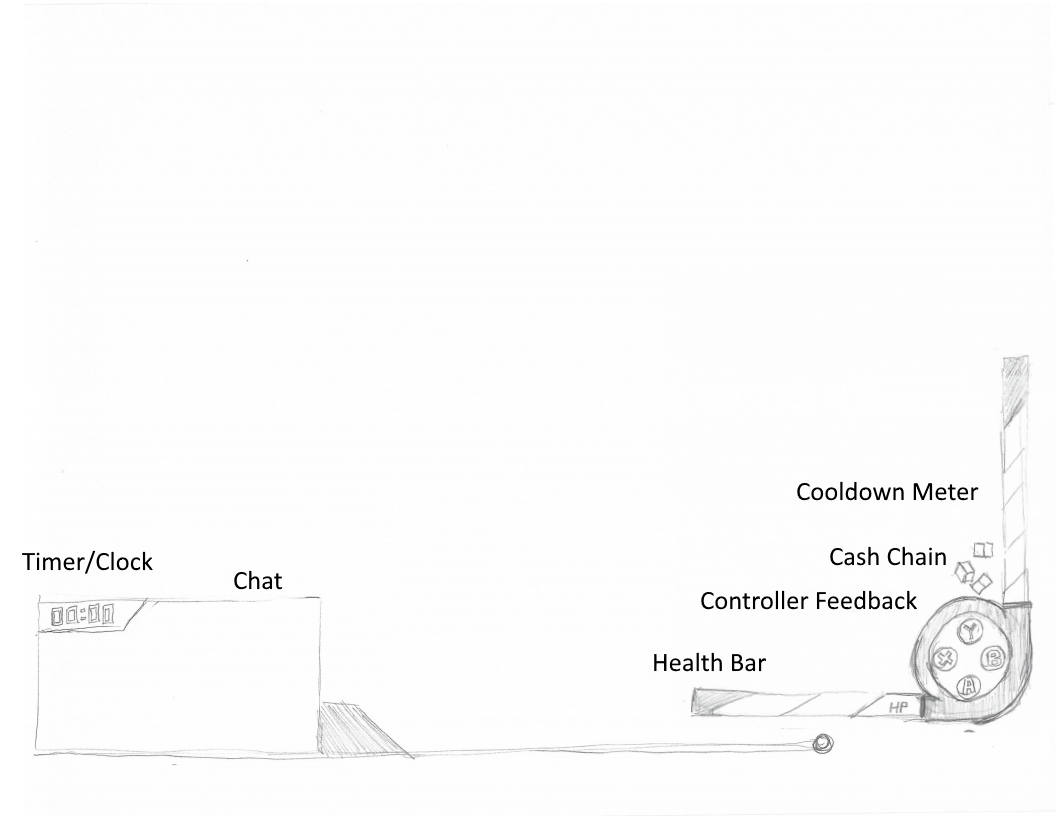 Cooldown Meter
Cash Chain
Timer/Clock
Chat
Controller Feedback
00:00
Y
X B
A
Health Bar
HP